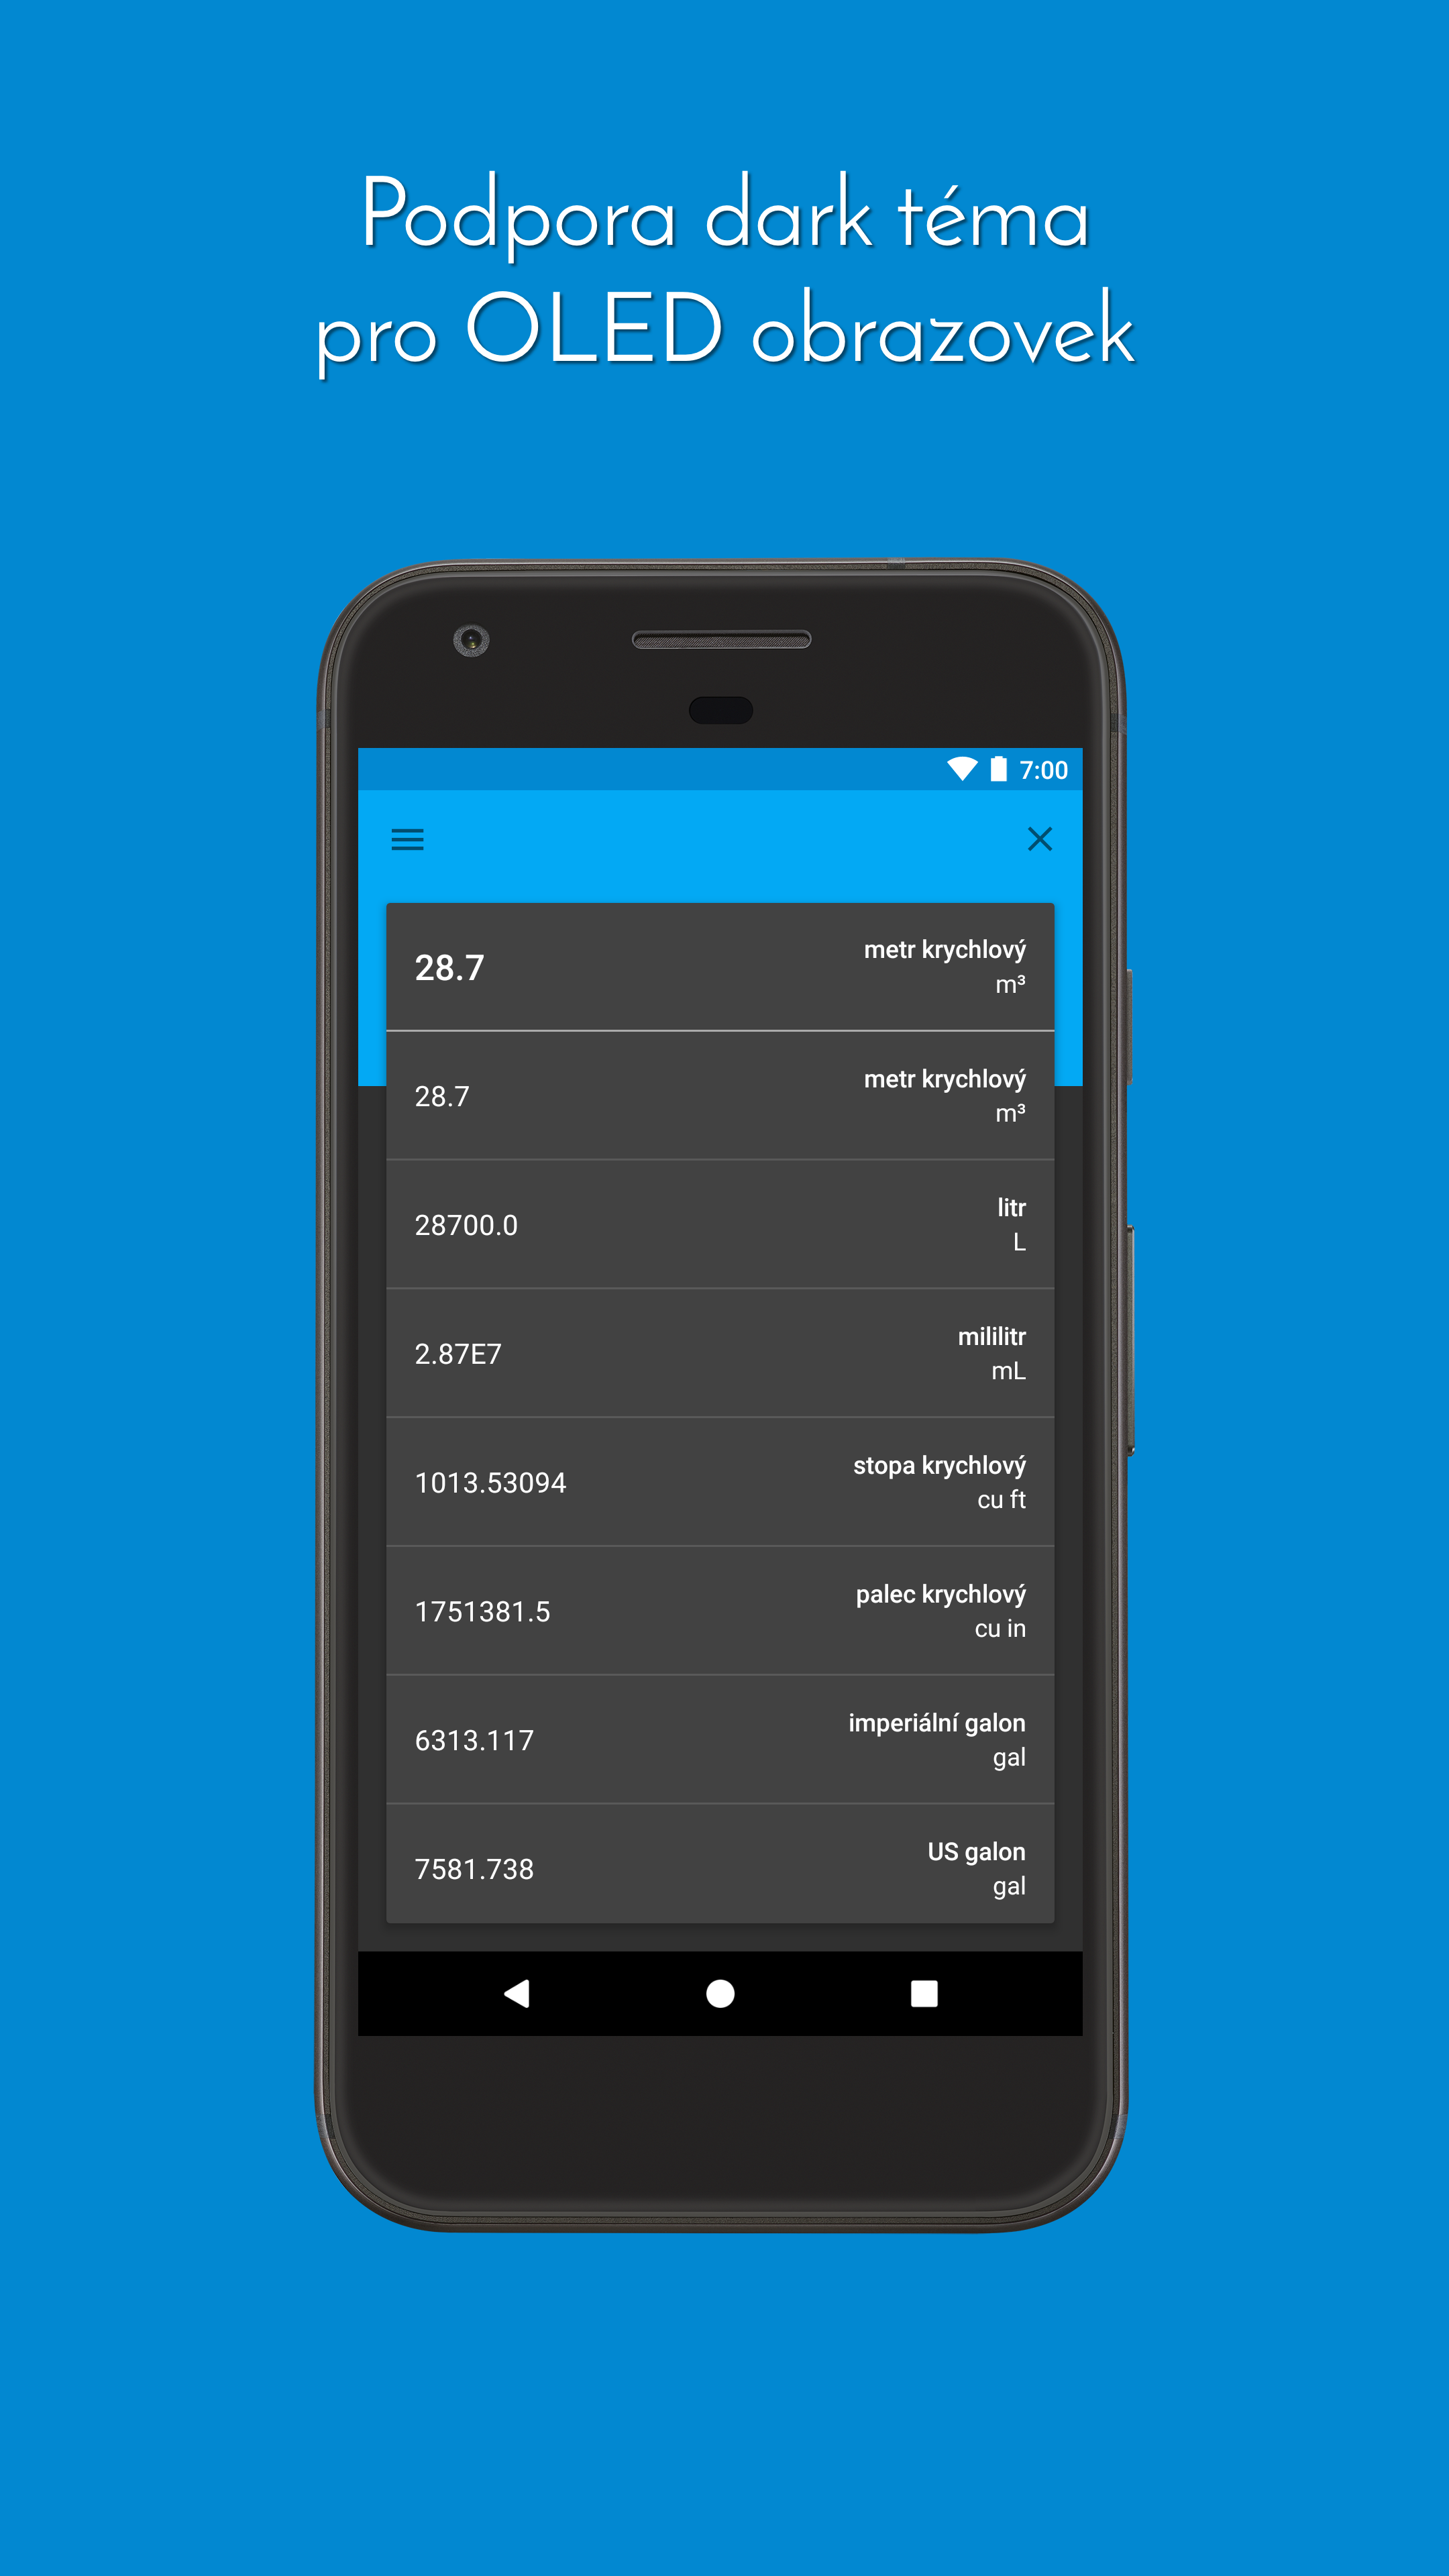 Podpora dark téma
pro OLED obrazovek
7:00
28.7
metr krychlový
m³
28.7
metr krychlový
m³
28700.0
litr
L
2.87E7
mililitr
mL
1013.53094
stopa krychlový
cu ft
1751381.5
palec krychlový
cu in
6313.117
imperiální galon
gal
7581.738
US galon
gal